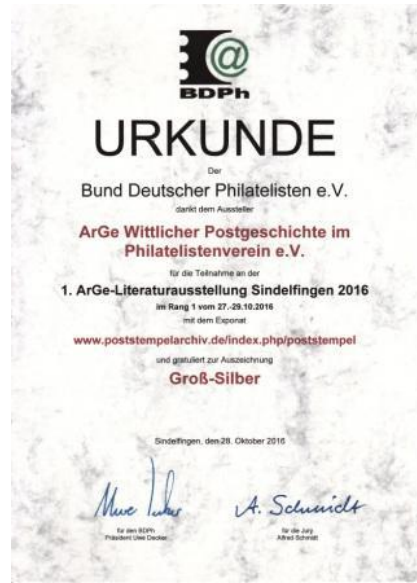 @
BDPh
URKUNDE
Der
Bund Deutscher Philatelisten e.V.
dankt dem Aussteller
ArGe Wittlicher Postgeschichte im
Philatelistenverein e.V.
für die Teilnahme an der
1. ArGe-Literaturausstellung Sindelfingen 2016
im Rang 1 vom 27.-29.10.2016
mit dem Exponat
www.poststempelarchiv.de/index.php/poststempel
und gratuliert zur Auszeichnung
Groß-Silber
Sindelfingen, den 28. Oktober 2016
A. Schmidt
für den BDPh
Präsident Uwe Decker
für die Jury
Alfred Schmidt